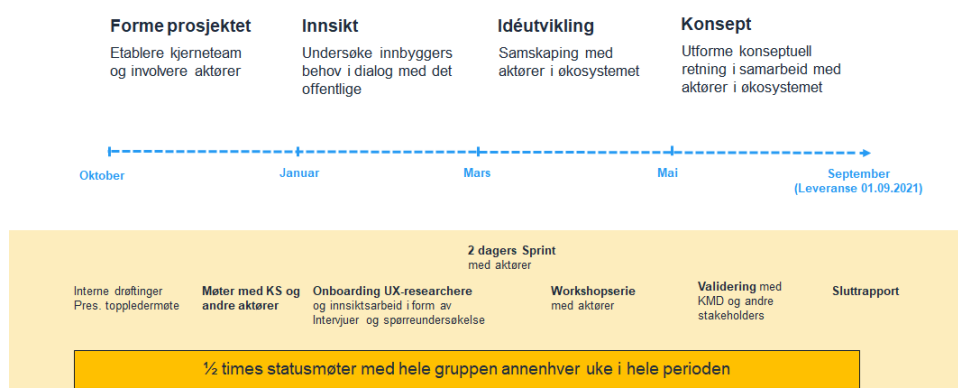 Forme prosjektet
Etablere kjerneteam
og involvere aktører
Innsikt
Undersøke innbyggers
behov i dialog med det
offentlige
Idéutvikling
Samskaping med
aktører i økosystemet
Konsept
Utforme konseptuell
retning i samarbeid med
aktører i økosystemet
Oktober
Januar
Mars
Mai
September
(Leveranse 01.09.2021)
2 dagers Sprint
med aktører
Interne drøftinger
Pres. toppledermøte
Møter med KS og
andre aktører
Onboarding UX-researchere
og innsiktsarbeid i form av
Intervjuer og spørreundersøkelse
Workshopserie
med aktører
Validering med
KMD og andre
stakeholders
Sluttrapport
½ times statusmøter med hele gruppen annenhver uke i hele perioden